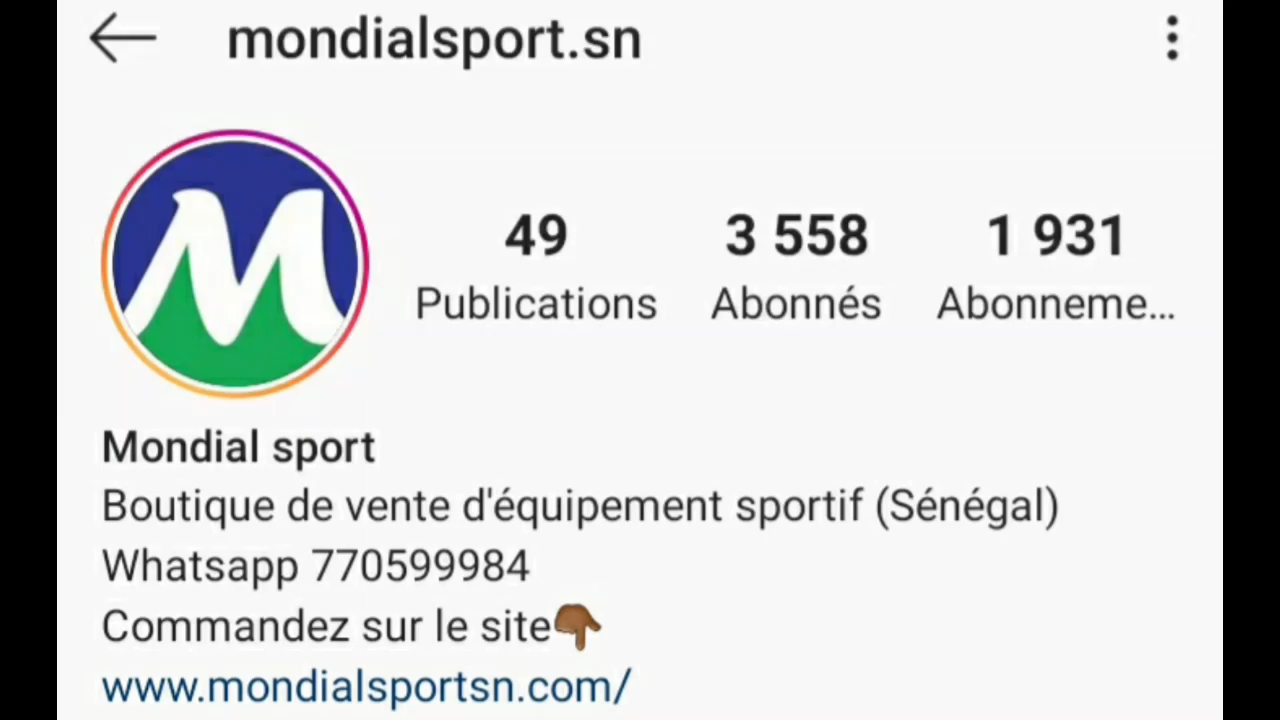 mondialsport.sn
M
49 3 558 1 931
Publications Abonnés Abonneme...
Mondial sport
Boutique de vente d'équipement sportif (Sénégal)
Whatsapp 770599984
Commandez sur le site👇🏾
www.mondialsportsn.com/